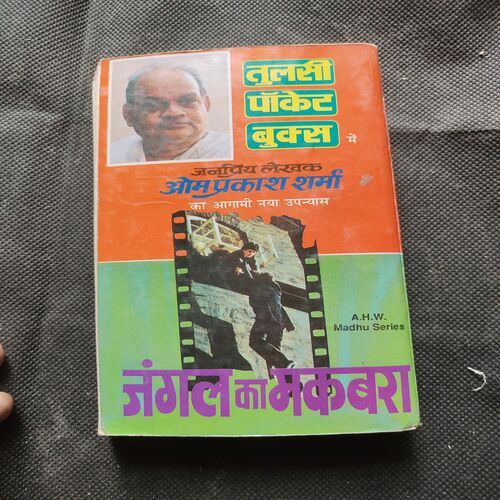 तुलसी
पॉकेट
बुक्स में
जनप्रिय लेखक
ओमप्रकाश शर्मा
का आगामी नया उपन्यास
A.H.W.
Madhu Series
जंगल का मकबरा